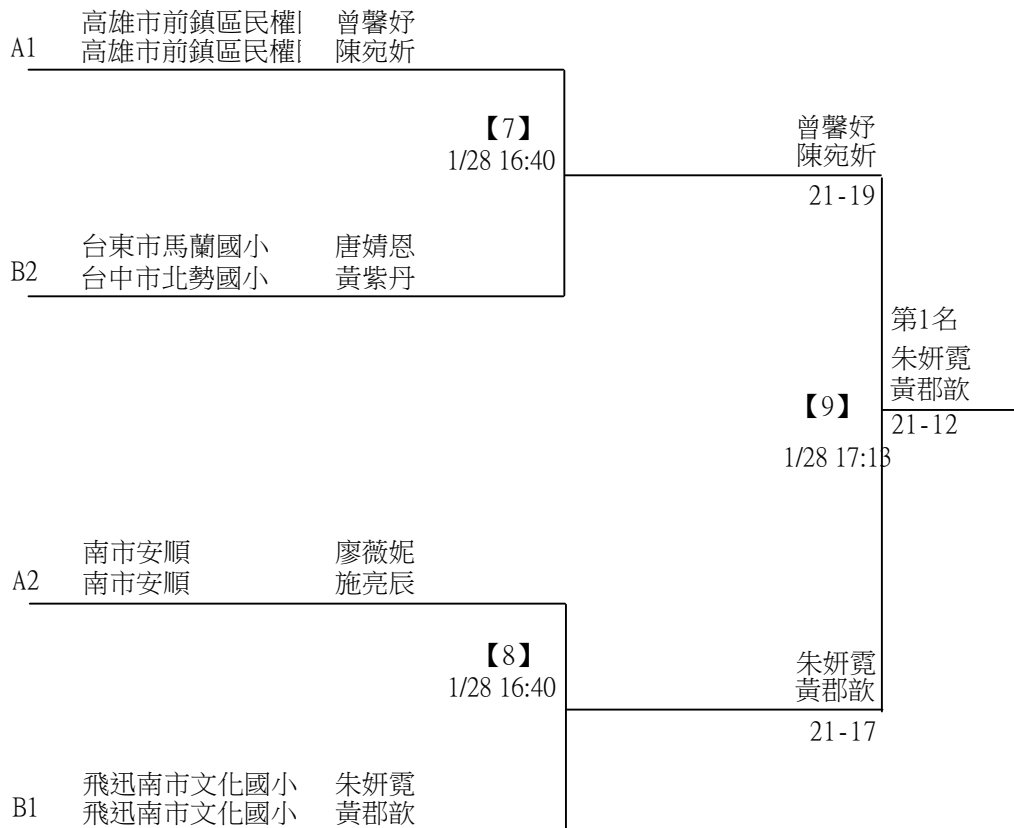 A1 高雄市前鎮區民權 曾馨妤
高雄市前鎮區民權 陳宛妡
【7】
1/28 16:40
曾馨妤
陳宛妡
21-19
B2 台東市馬蘭國小 唐婧恩
台中市北勢國小 黃紫丹
第1名
朱妍霓
黃郡歆
21-12
【9】
1/28 17:13
A2 南市安順 廖薇妮
南市安順 施亮辰
【8】
1/28 16:40
朱妍霓
黃郡歆
21-17
B1 飛迅南市文化國小 朱妍霓
飛迅南市文化國小 黃郡歆